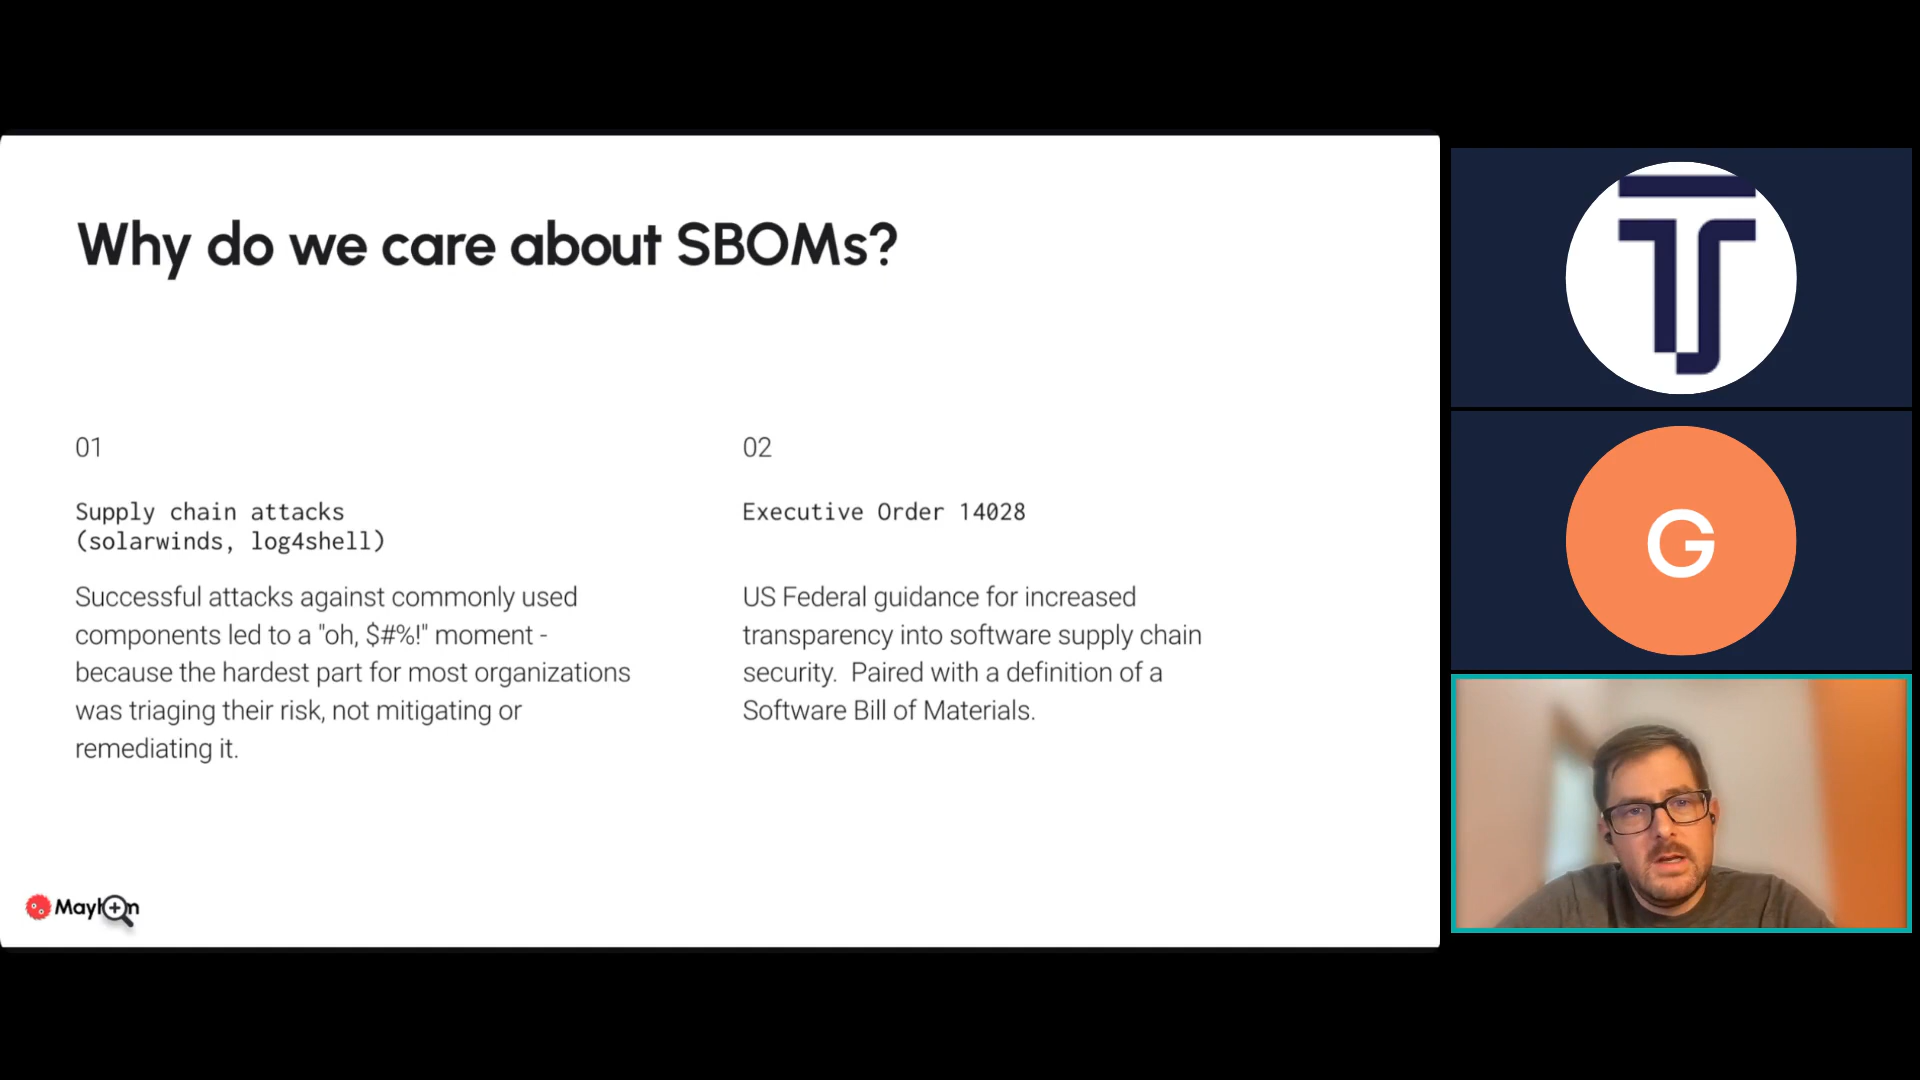 Why do we care about SBOMs?
01
Supply chain attacks
(solarwinds, log4shell)
Successful attacks against commonly used
components led to a "oh, $#%!" moment -
because the hardest part for most organizations
was triaging their risk, not mitigating or
remediating it.
02
Executive Order 14028
US Federal guidance for increased
transparency into software supply chain
security.  Paired with a definition of a
Software Bill of Materials.
G